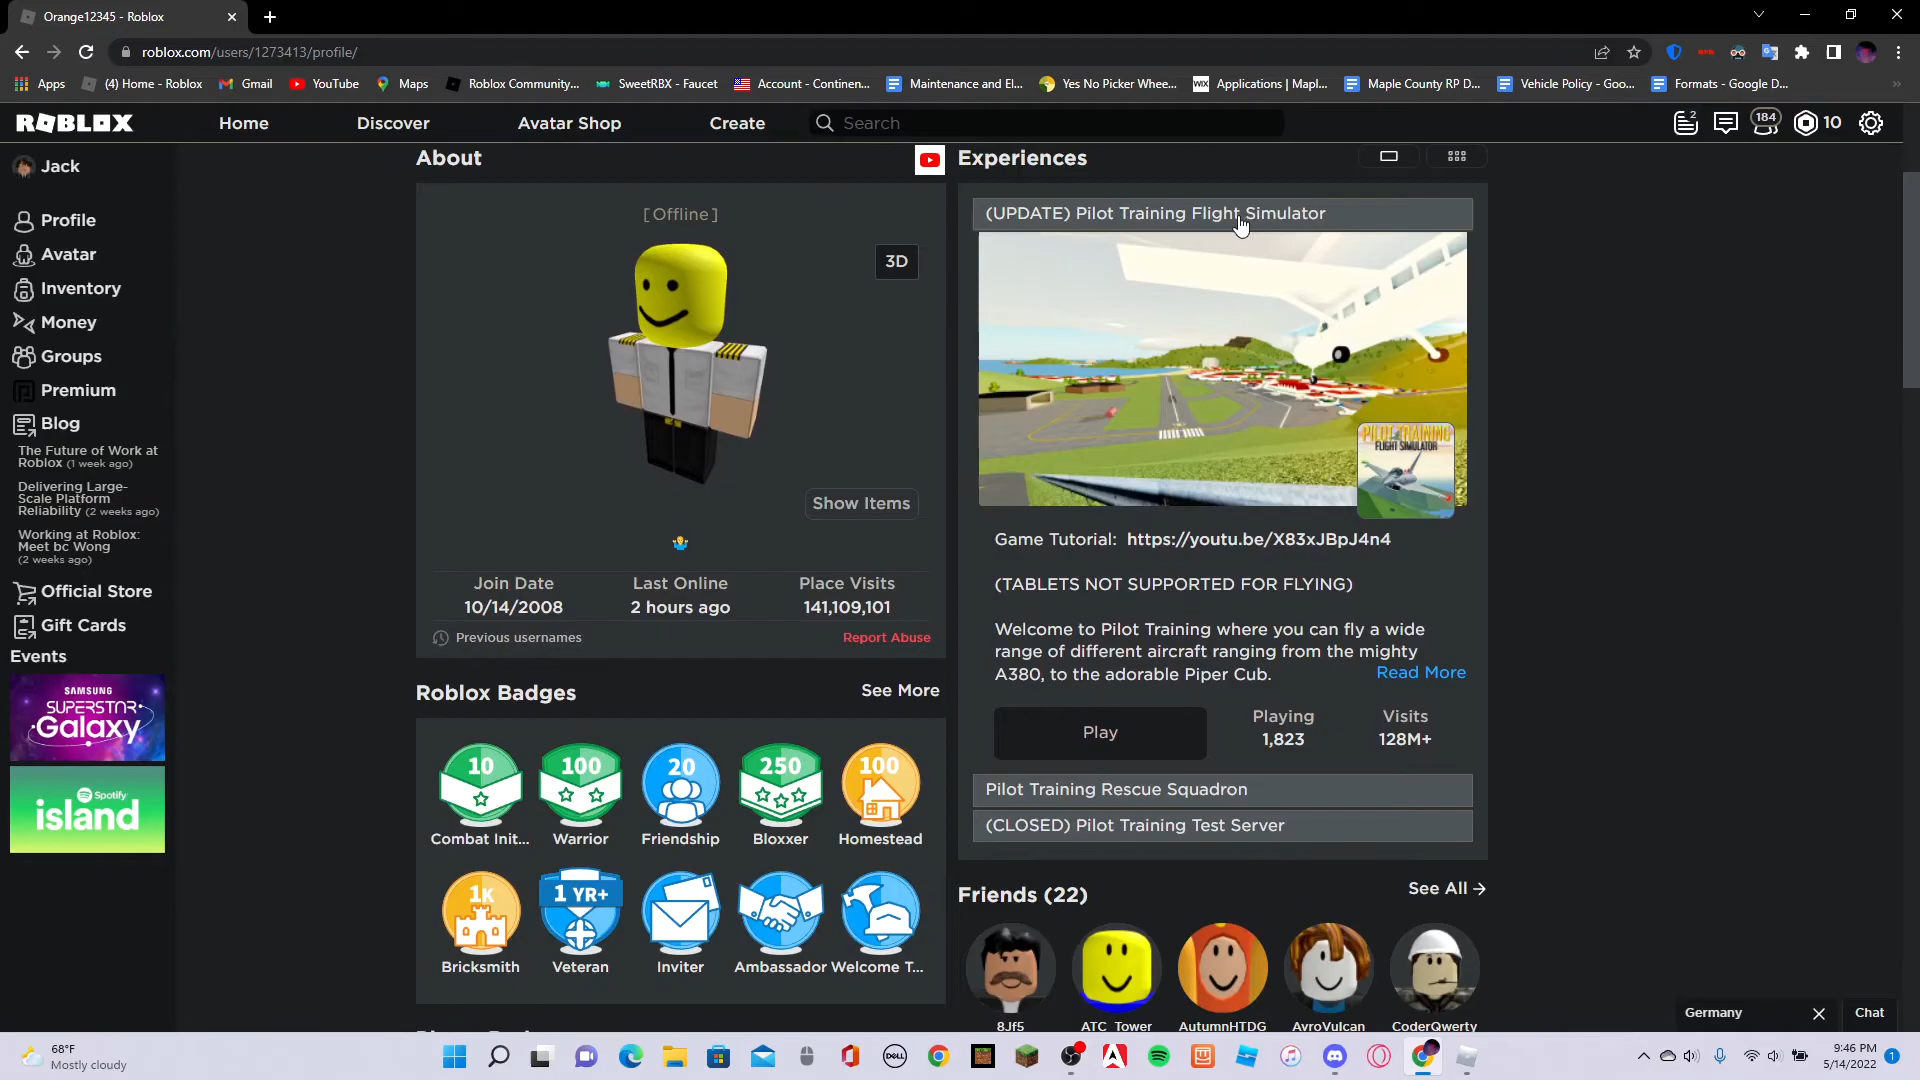 Orange12345 - Roblox
roblox.com/users/1273413/profile/
Apps
(4) Home - Roblox
Gmail
YouTube
Maps
Roblox Community...
SweetRBX - Faucet
Account - Continen...
Maintenance and El...
Yes No Picker Whee...
WIX
Applications | Mapl...
Maple County RP D...
Vehicle Policy - Goo...
Formats - Google D...
ROBLOX
Home
Discover
Avatar Shop
Create
Search
2
184
10
Jack
Profile
Avatar
Inventory
Money
Groups
Premium
Blog
The Future of Work at
Roblox (1 week ago)
Delivering Large-
Scale Platform
Reliability (2 weeks ago)
Working at Roblox:
Meet bc Wong
(2 weeks ago)
Official Store
Gift Cards
Events
SAMSUNG
SUPERSTAR
Galaxy
Spotify
island
About
[Offline]
3D
Show Items
Join Date
10/14/2008
Last Online
2 hours ago
Place Visits
141,109,101
Previous usernames
Report Abuse
Roblox Badges
See More
10
100
20
250
100
Combat Init...
Warrior
Friendship
Bloxxer
Homestead
1K
1 YR+
Bricksmith
Veteran
Inviter
Ambassador
Welcome T...
Experiences
(UPDATE) Pilot Training Flight Simulator
PILOT TRAINING
FLIGHT SIMULATOR
Game Tutorial: https://youtu.be/X83xJBpJ4n4
(TABLETS NOT SUPPORTED FOR FLYING)
Welcome to Pilot Training where you can fly a wide
range of different aircraft ranging from the mighty
A380, to the adorable Piper Cub.
Read More
Play
Playing
1,823
Visits
128M+
Pilot Training Rescue Squadron
(CLOSED) Pilot Training Test Server
Friends (22)
See All
8Jf5
ATC_Tower
AutumnHTDG
AvroVulcan
CoderQwerty
Germany
Chat
68°F
Mostly cloudy
DELL
9:46 PM
5/14/2022
1